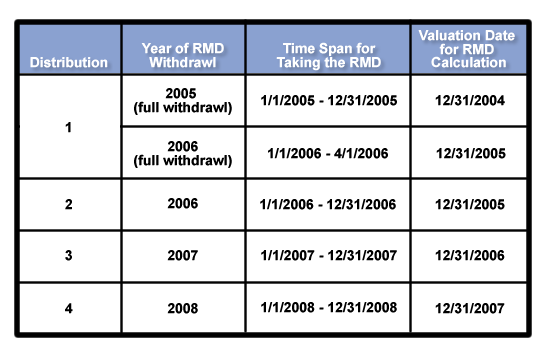 Distribution
Year of RMD
Withdrawl
Time Span for
Taking the RMD
Valuation Date
for RMD
Calculation
1
2005
(full withdrawl)
1/1/2005 - 12/31/2005
12/31/2004
2006
(full withdrawl)
1/1/2006 - 4/1/2006
12/31/2005
2
2006
1/1/2006 - 12/31/2006
12/31/2005
3
2007
1/1/2007 - 12/31/2007
12/31/2006
4
2008
1/1/2008 - 12/31/2008
12/31/2007